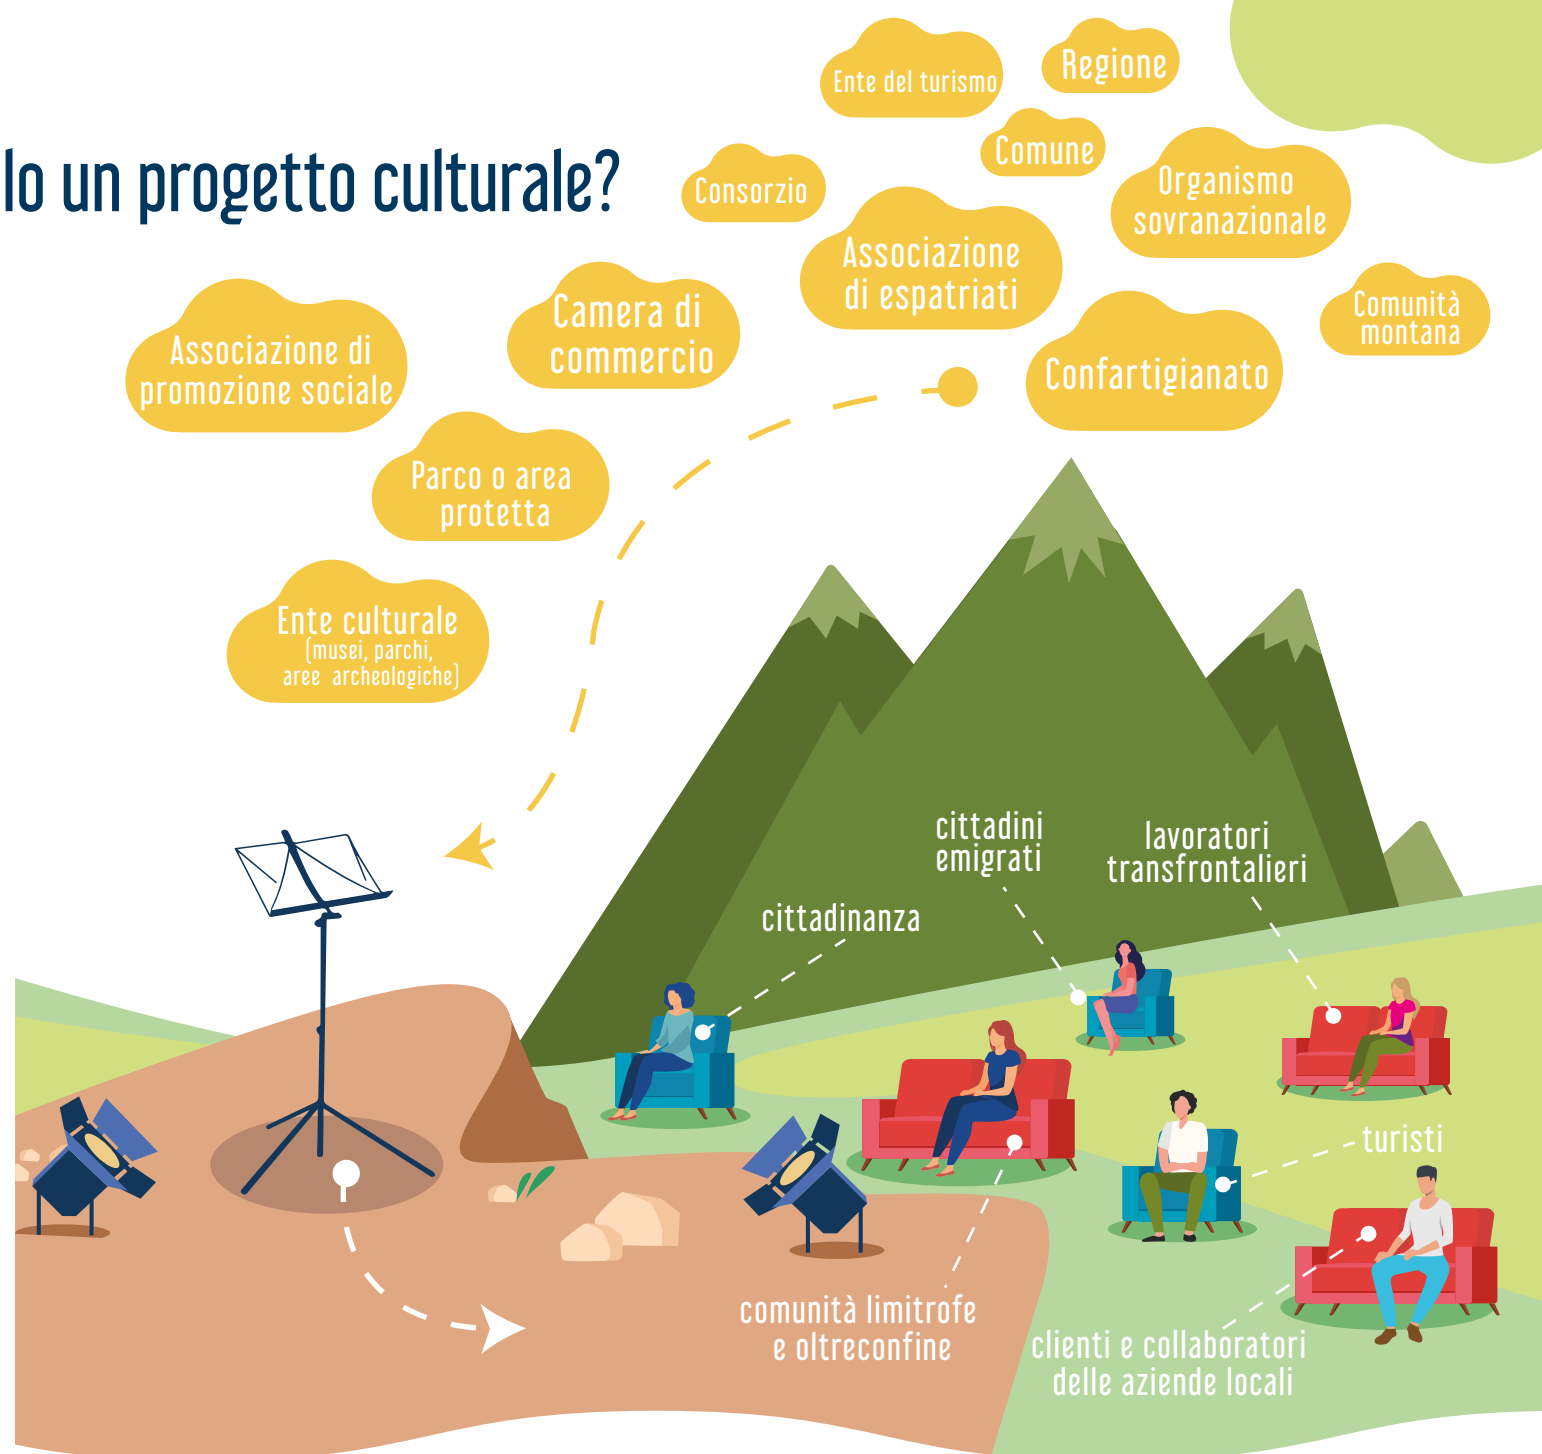 lo un progetto culturale?
Ente del turismo
Regione
Comune
Consorzio
Organismo
sovranazionale
Associazione
di espatriati
Comunità
montana
Camera di
commercio
Associazione di
promozione sociale
Confartigianato
Parco o area
protetta
Ente culturale
(musei, parchi,
aree archeologiche)
cittadini
emigrati
lavoratori
transfrontalieri
cittadinanza
turisti
comunità limitrofe
e oltreconfine
clienti e collaboratori
delle aziende locali